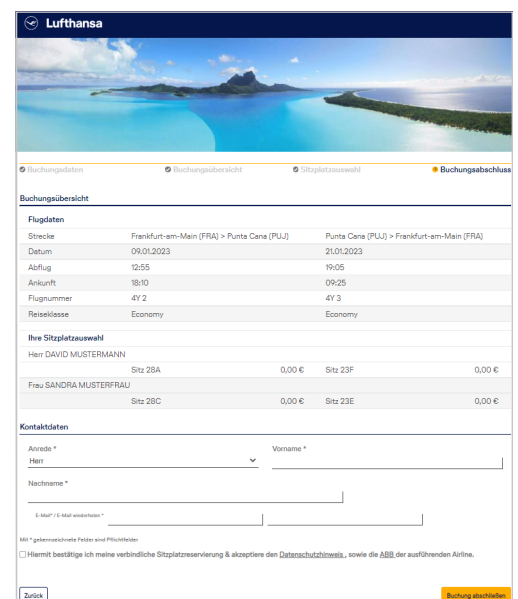 Lufthansa
Buchungsdaten Buchungsübersicht Sitzplatzauswahl Buchungsabschluss
Buchungsübersicht
Flugdaten
Strecke Frankfurt-am-Main (FRA) > Punta Cana (PUJ) Punta Cana (PUJ) > Frankfurt-am-Main (FRA)
Datum 09.01.2023 21.01.2023
Abflug 12:55 19:05
Ankunft 18:10 09:25
Flugnummer 4Y 2 4Y 3
Reiseklasse Economy Economy
Ihre Sitzplatzauswahl
Herr DAVID MUSTERMANN
Sitz 28A 0,00 € Sitz 23F 0,00 €
Frau SANDRA MUSTERFRAU
Sitz 28C 0,00 € Sitz 23E 0,00 €
Kontaktdaten
Anrede * Vorname *
Herr
Nachname *
E-Mail* / E-Mail wiederholen *
Mit * gekennzeichnete Felder sind Pflichtfelder
Hiermit bestätige ich meine verbindliche Sitzplatzreservierung & akzeptiere den Datenschutzhinweis , sowie die ABB der ausführenden Airline.
Zurück Buchung abschließen